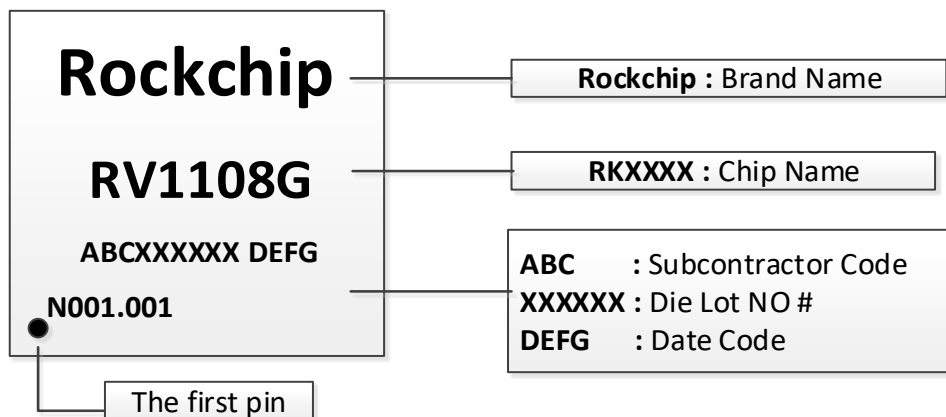 Rockchip
RV1108G
ABCXXXXXX DEFG
N001.001
The first pin
Rockchip : Brand Name
RKXXXX : Chip Name
ABC : Subcontractor Code
XXXXXX : Die Lot NO #
DEFG : Date Code